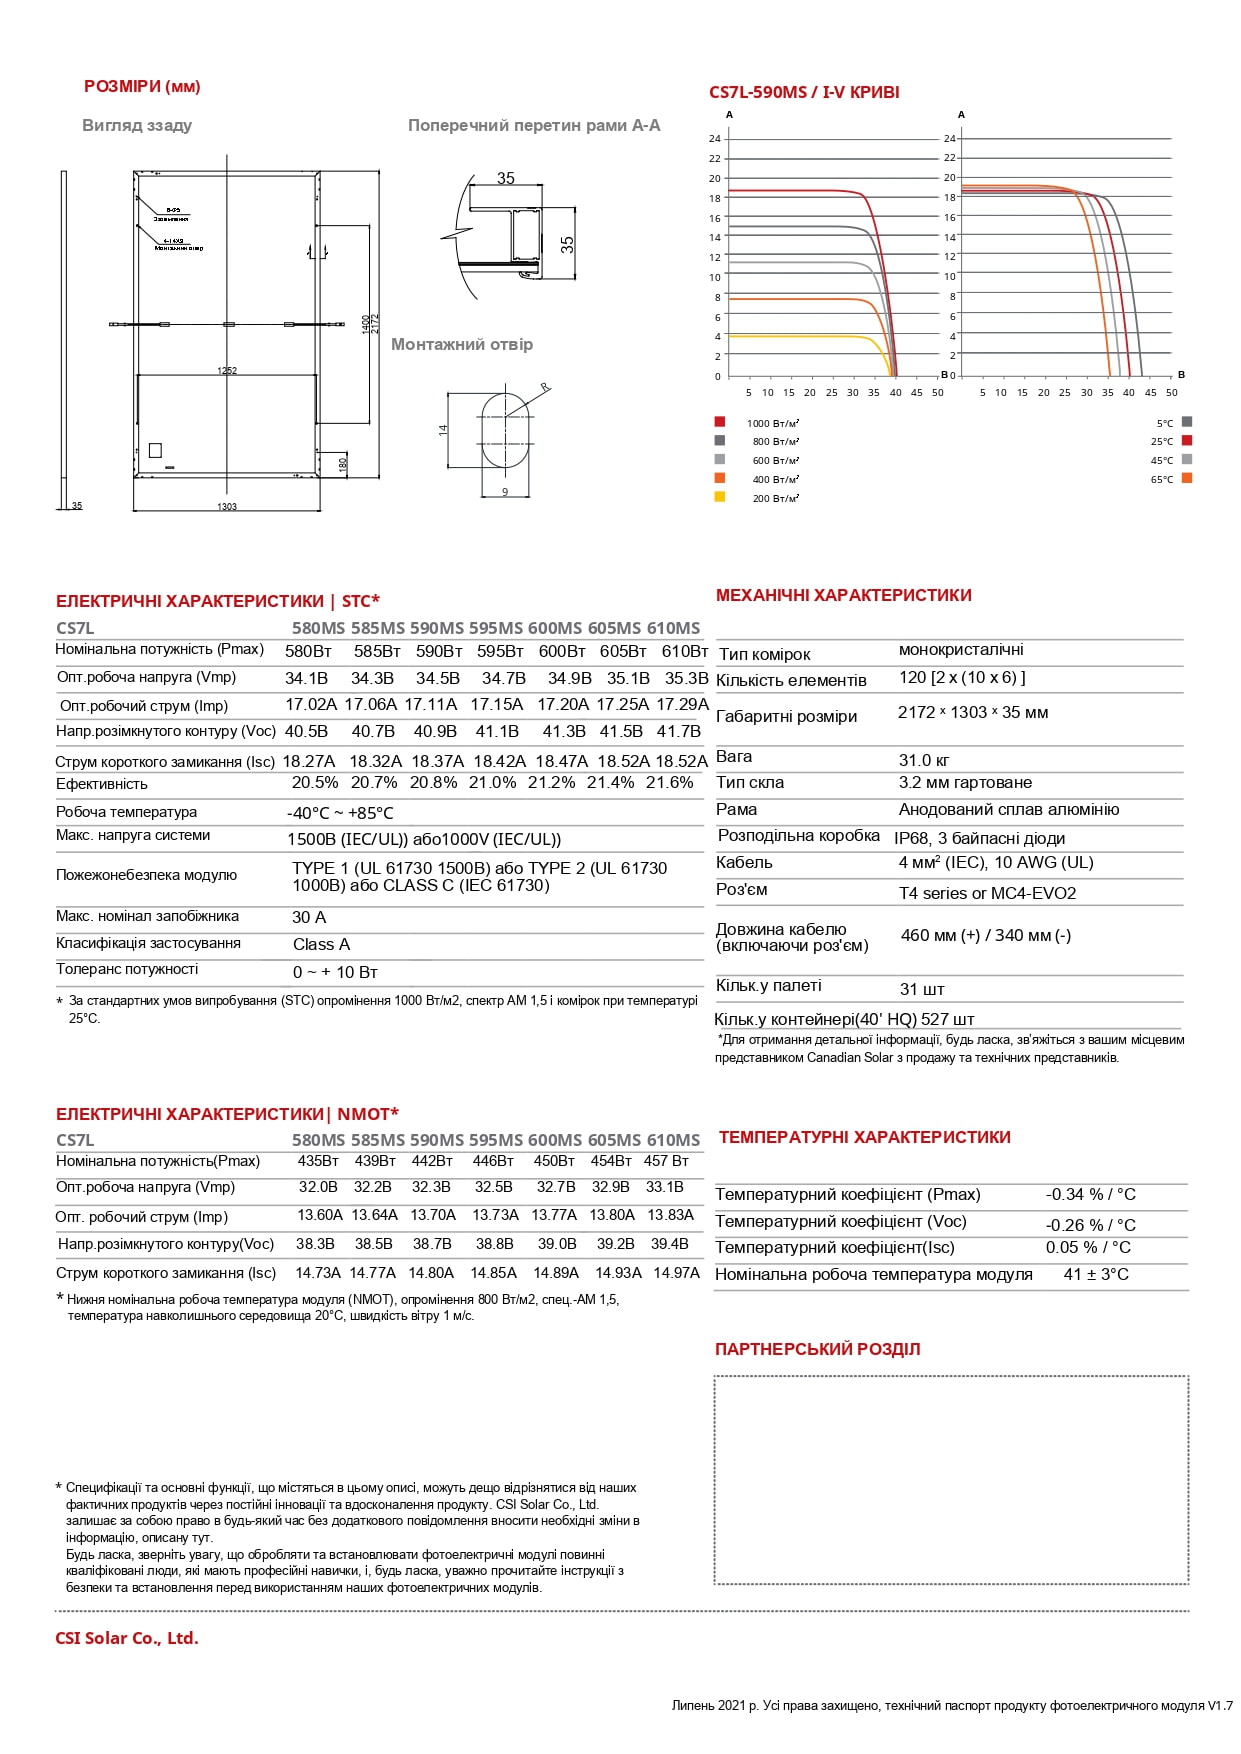 РОЗМІРИ (мм)
Вигляд ззаду
Поперечний перетин рами А-А
35
35
1400
2172
1252
180
35
1303
Монтажний отвір
R
14
9
CS7L-590MS / I-V КРИВІ
A
24
22
20
18
16
14
12
10
8
6
4
2
0
5 10 15 20 25 30 35 40 45 50
B
A
24
22
20
18
16
14
12
10
8
6
4
2
0
5 10 15 20 25 30 35 40 45 50
B
1000 Вт/м²
800 Вт/м²
600 Вт/м²
400 Вт/м²
200 Вт/м²
5°C
25°C
45°C
65°C
ЕЛЕКТРИЧНІ ХАРАКТЕРИСТИКИ | STC*
CS7L 580MS 585MS 590MS 595MS 600MS 605MS 610MS
Номінальна потужність (Pmax) 580Вт 585Вт 590Вт 595Вт 600Вт 605Вт 610Вт
Опт.робоча напруга (Vmp) 34.1В 34.3В 34.5В 34.7В 34.9В 35.1В 35.3В
Опт.робочий струм (Imp) 17.02A 17.06A 17.11A 17.15A 17.20A 17.25A 17.29A
Напр.розімкнутого контуру (Voc) 40.5В 40.7В 40.9В 41.1В 41.3В 41.5В 41.7В
Струм короткого замикання (Isc) 18.27A 18.32A 18.37A 18.42A 18.47A 18.52A 18.52A
Ефективність 20.5% 20.7% 20.8% 21.0% 21.2% 21.4% 21.6%
Робоча температура -40°C ~ +85°C
Макс. напруга системи 1500В (IEC/UL)) або1000V (IEC/UL))
Пожежонебезпека модулю TYPE 1 (UL 61730 1500В) або TYPE 2 (UL 61730
1000В) або CLASS C (IEC 61730)
Макс. номінал запобіжника 30 A
Класифікація застосування Class A
Толеранс потужності 0 ~ + 10 Вт
* За стандартних умов випробування (STC) опромінення 1000 Вт/м2, спектр AM 1,5 і комірок при температурі
25°C.
МЕХАНІЧНІ ХАРАКТЕРИСТИКИ
Тип комірок монокристалічні
Кількість елементів 120 [2 x (10 x 6) ]
Габаритні розміри 2172 x 1303 x 35 мм
Вага 31.0 кг
Тип скла 3.2 мм гартоване
Рама Анодований сплав алюмінію
Розподільна коробка IP68, 3 байпасні діоди
Кабель 4 мм² (IEC), 10 AWG (UL)
Роз'єм T4 series or MC4-EVO2
Довжина кабелю
(включаючи роз'єм) 460 мм (+) / 340 мм (-)
Кільк.у палеті 31 шт
Кільк.у контейнері(40' HQ) 527 шт
*Для отримання детальної інформації, будь ласка, зв’яжіться з вашим місцевим
представником Canadian Solar з продажу та технічних представників.
ЕЛЕКТРИЧНІ ХАРАКТЕРИСТИКИ| NMOT*
CS7L 580MS 585MS 590MS 595MS 600MS 605MS 610MS
Номінальна потужність(Pmax) 435Вт 439Вт 442Вт 446Вт 450Вт 454Вт 457 Вт
Опт.робоча напруга (Vmp) 32.0В 32.2В 32.3В 32.5В 32.7В 32.9В 33.1В
Опт. робочий струм (Imp) 13.60A 13.64A 13.70A 13.73A 13.77A 13.80A 13.83A
Напр.розімкнутого контуру(Voc) 38.3В 38.5В 38.7В 38.8В 39.0В 39.2В 39.4В
Струм короткого замикання (Isc) 14.73A 14.77A 14.80A 14.85A 14.89A 14.93A 14.97A
* Нижня номінальна робоча температура модуля (NMOT), опромінення 800 Вт/м2, спец.-AM 1,5,
температура навколишнього середовища 20°C, швидкість вітру 1 м/с.
ТЕМПЕРАТУРНІ ХАРАКТЕРИСТИКИ
Температурний коефіцієнт (Pmax) -0.34 % / °C
Температурний коефіцієнт (Voc) -0.26 % / °C
Температурний коефіцієнт(Isc) 0.05 % / °C
Номінальна робоча температура модуля 41 ± 3°C
ПАРТНЕРСЬКИЙ РОЗДІЛ
* Специфікації та основні функції, що містяться в цьому описі, можуть дещо відрізнятися від наших
фактичних продуктів через постійні інновації та вдосконалення продукту. CSI Solar Co., Ltd.
залишає за собою право в будь-який час без додаткового повідомлення вносити необхідні зміни в
інформацію, описану тут.
Будь ласка, зверніть увагу, що обробляти та встановлювати фотоелектричні модулі повинні
кваліфіковані люди, які мають професійні навички, і, будь ласка, уважно прочитайте інструкції з
безпеки та встановлення перед використанням наших фотоелектричних модулів.
CSI Solar Co., Ltd.
Липень 2021 р. Усі права захищено, технічний паспорт продукту фотоелектричного модуля V1.7